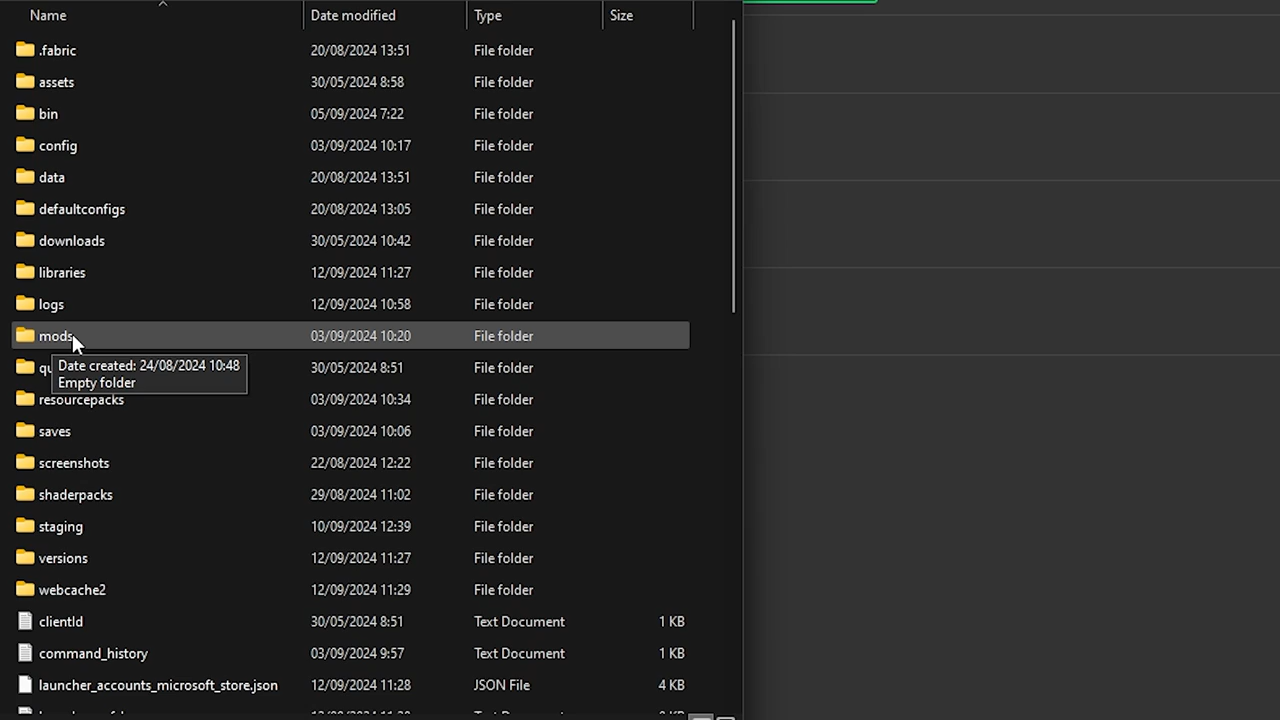 Name Date modified Type Size
.fabric 20/08/2024 13:51 File folder
assets 30/05/2024 8:58 File folder
bin 05/09/2024 7:22 File folder
config 03/09/2024 10:17 File folder
data 20/08/2024 13:51 File folder
defaultconfigs 20/08/2024 13:05 File folder
downloads 30/05/2024 10:42 File folder
libraries 12/09/2024 11:27 File folder
logs 12/09/2024 10:58 File folder
mods 03/09/2024 10:20 File folder
Date created: 24/08/2024 10:48
30/05/2024 8:51 File folder
Empty folder
resourcepacks 03/09/2024 10:34 File folder
saves 03/09/2024 10:06 File folder
screenshots 22/08/2024 12:22 File folder
shaderpacks 29/08/2024 11:02 File folder
staging 10/09/2024 12:39 File folder
versions 12/09/2024 11:27 File folder
webcache2 12/09/2024 11:29 File folder
clientId 30/05/2024 8:51 Text Document 1 KB
command_history 03/09/2024 9:57 Text Document 1 KB
launcher_accounts_microsoft_store.json 12/09/2024 11:28 JSON File 4 KB